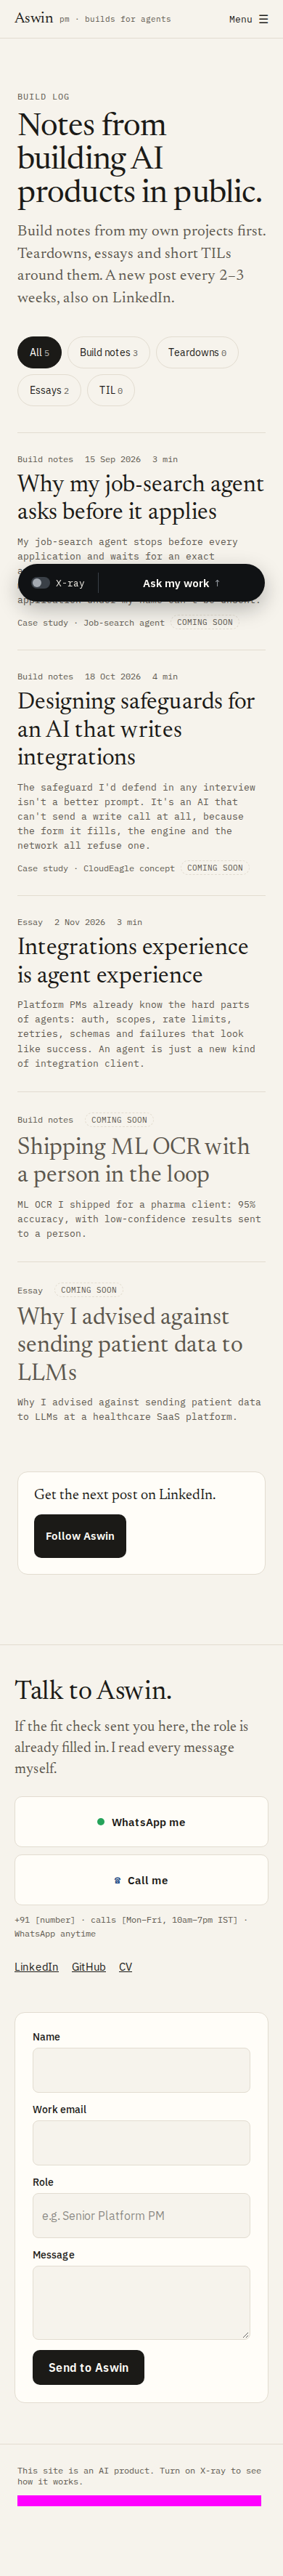 Aswin pm · builds for agents Menu ☰
BUILD LOG
Notes from
building AI
products in public.
Build notes from my own projects first.
Teardowns, essays and short TILs
around them. A new post every 2–3
weeks, also on LinkedIn.
All 5 Build notes 3 Teardowns 0
Essays 2 TIL 0
Build notes 15 Sep 2026 3 min
Why my job-search agent
asks before it applies
My job-search agent stops before every
application and waits for an exact
X-ray Ask my work ↑
Case study · Job-search agent COMING SOON
Build notes 18 Oct 2026 4 min
Designing safeguards for
an AI that writes
integrations
The safeguard I'd defend in any interview
isn't a better prompt. It's an AI that
can't send a write call at all, because
the form it fills, the engine and the
network all refuse one.
Case study · CloudEagle concept COMING SOON
Essay 2 Nov 2026 3 min
Integrations experience
is agent experience
Platform PMs already know the hard parts
of agents: auth, scopes, rate limits,
retries, schemas and failures that look
like success. An agent is just a new kind
of integration client.
Build notes COMING SOON
Shipping ML OCR with
a person in the loop
ML OCR I shipped for a pharma client: 95%
accuracy, with low-confidence results sent
to a person.
Essay COMING SOON
Why I advised against
sending patient data to
LLMs
Why I advised against sending patient data
to LLMs at a healthcare SaaS platform.
Get the next post on LinkedIn.
Follow Aswin
Talk to Aswin.
If the fit check sent you here, the role is
already filled in. I read every message
myself.
WhatsApp me
☎ Call me
+91 [number] · calls [Mon–Fri, 10am–7pm IST] ·
WhatsApp anytime
LinkedIn GitHub CV
Name
Work email
Role
e.g. Senior Platform PM
Message
Send to Aswin
This site is an AI product. Turn on X-ray to see
how it works.